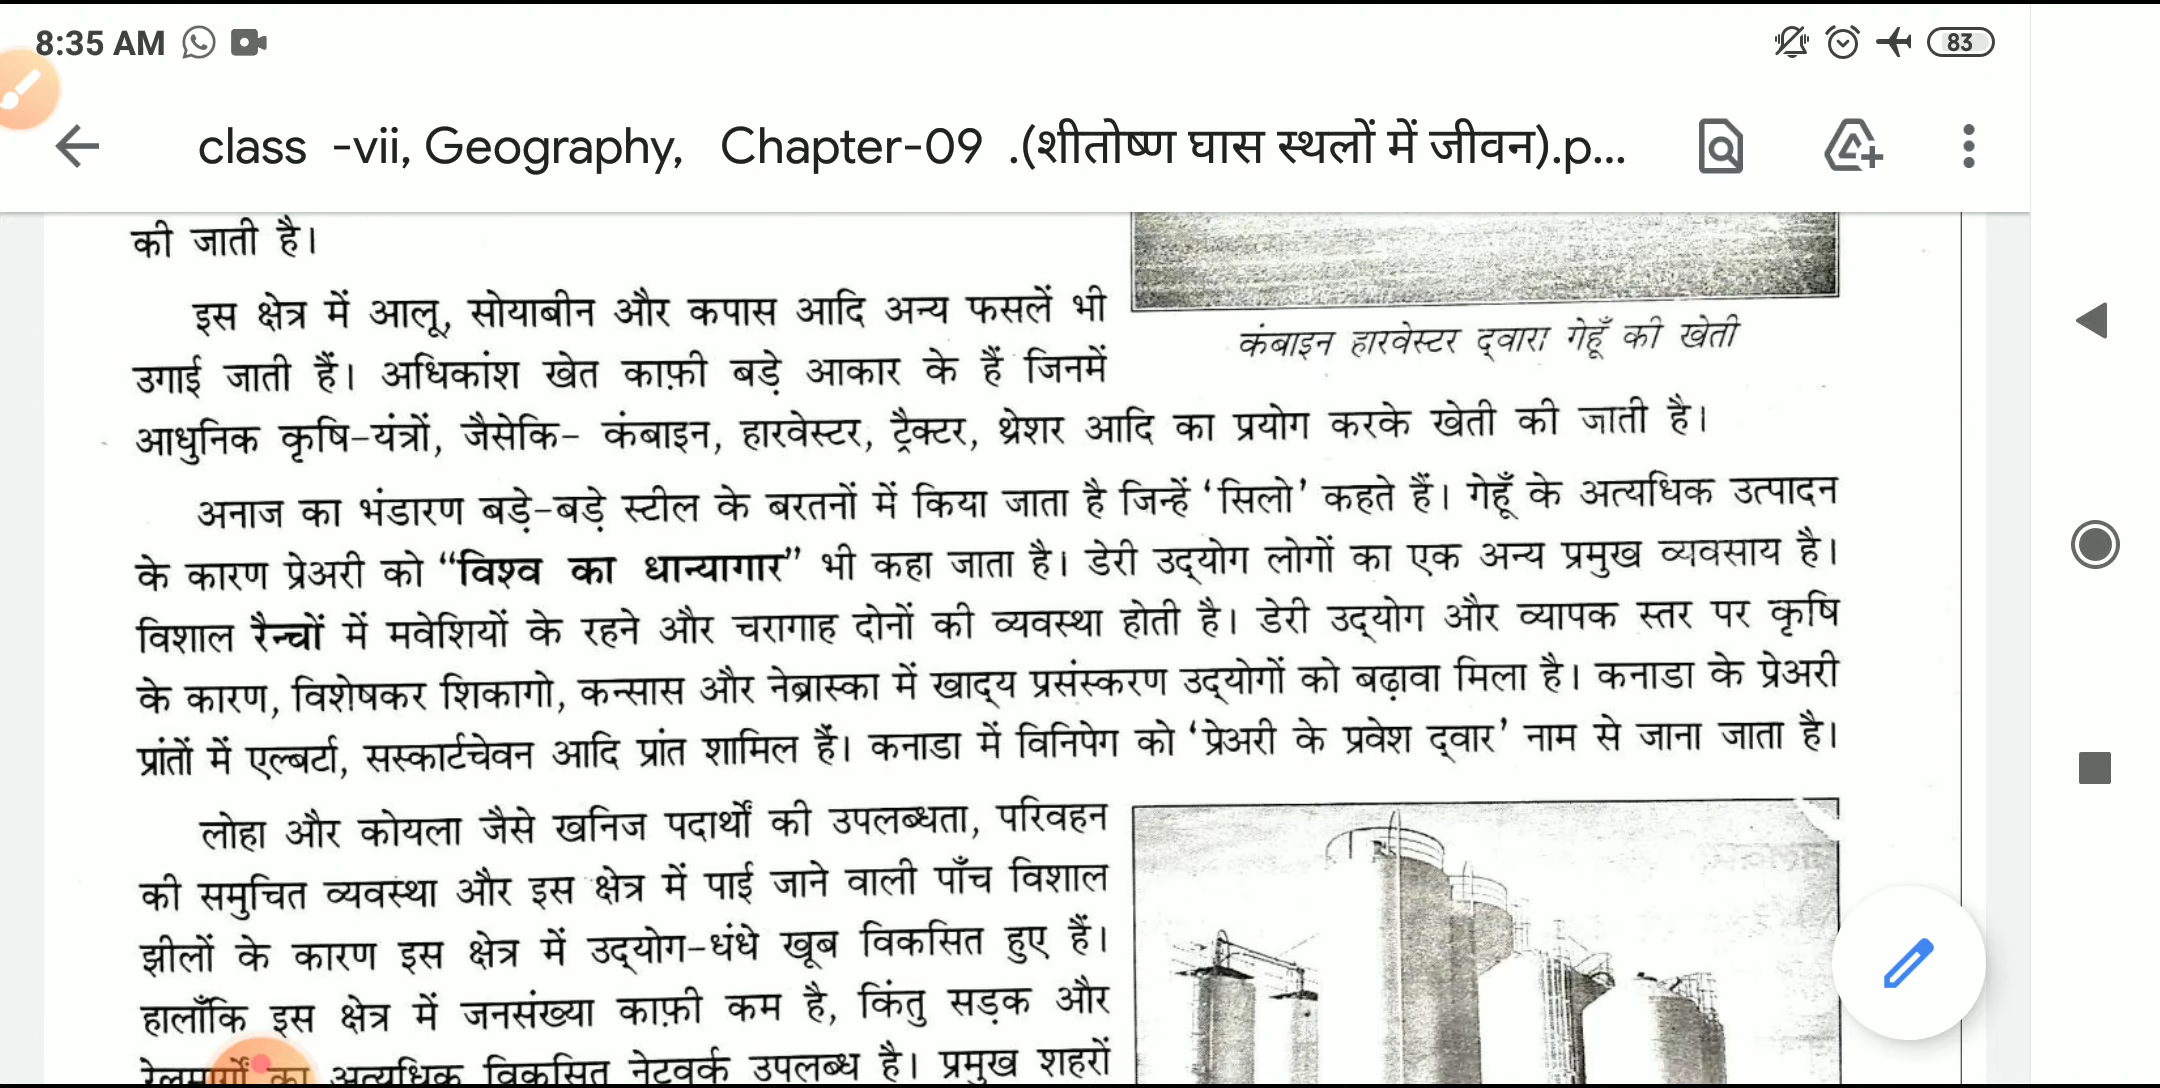 8:35 AM
83
class -vii, Geography, Chapter-09 .(शीतोष्ण घास स्थलों में जीवन).p...
की जाती है।
इस क्षेत्र में आलू, सोयाबीन और कपास आदि अन्य फसलें भी
उगाई जाती हैं। अधिकांश खेत काफ़ी बड़े आकार के हैं जिनमें
कंबाइन हारवेस्टर द्वारा गेहूँ की खेती
आधुनिक कृषि-यंत्रों, जैसेकि- कंबाइन, हारवेस्टर, ट्रैक्टर, थ्रेशर आदि का प्रयोग करके खेती की जाती है।
अनाज का भंडारण बड़े-बड़े स्टील के बरतनों में किया जाता है जिन्हें ‘सिलो’ कहते हैं। गेहूँ के अत्यधिक उत्पादन
के कारण प्रेअरी को “विश्व का धान्यागार” भी कहा जाता है। डेरी उद्योग लोगों का एक अन्य प्रमुख व्यवसाय है।
विशाल रैन्चों में मवेशियों के रहने और चरागाह दोनों की व्यवस्था होती है। डेरी उद्योग और व्यापक स्तर पर कृषि
के कारण, विशेषकर शिकागो, कन्सास और नेब्रास्का में खाद्य प्रसंस्करण उद्योगों को बढ़ावा मिला है। कनाडा के प्रेअरी
प्रांतों में एल्बर्टा, सस्कार्टचेवन आदि प्रांत शामिल हैं। कनाडा में विनिपेग को ‘प्रेअरी के प्रवेश द्वार’ नाम से जाना जाता है।
लोहा और कोयला जैसे खनिज पदार्थों की उपलब्धता, परिवहन
की समुचित व्यवस्था और इस क्षेत्र में पाई जाने वाली पाँच विशाल
झीलों के कारण इस क्षेत्र में उद्योग-धंधे खूब विकसित हुए हैं।
हालाँकि इस क्षेत्र में जनसंख्या काफ़ी कम है, किंतु सड़क और
रेलमार्गों का अत्यधिक विकसित नेटवर्क उपलब्ध है। प्रमुख शहरों